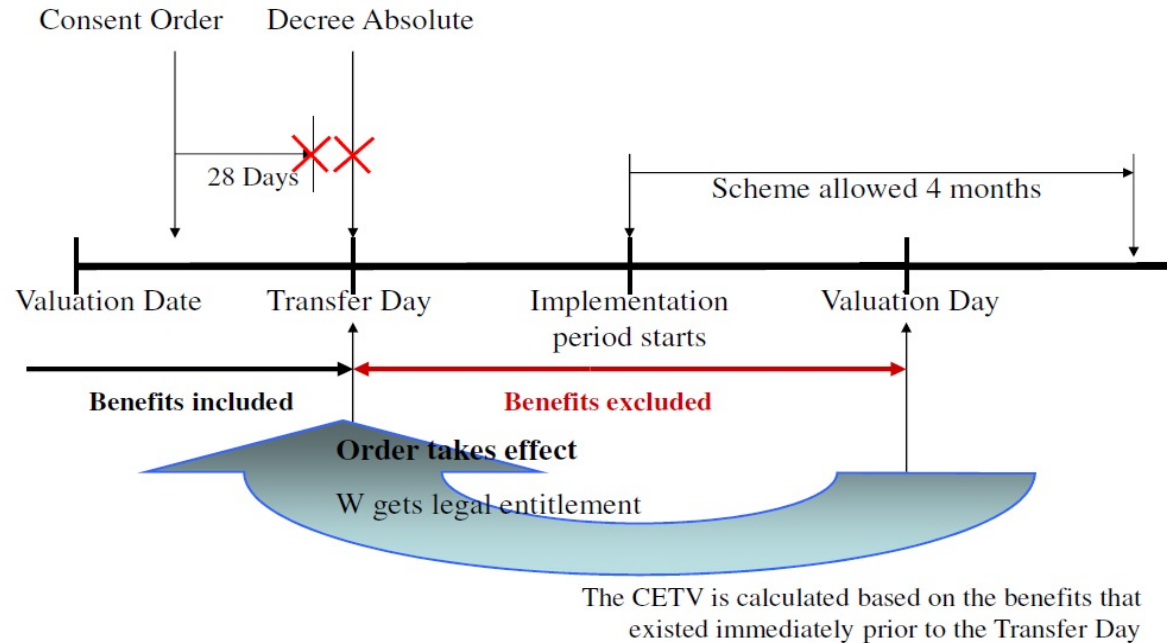 Consent Order
Decree Absolute
28 Days
Scheme allowed 4 months
Valuation Date
Transfer Day
Implementation
period starts
Valuation Day
Benefits included
Benefits excluded
Order takes effect
W gets legal entitlement
The CETV is calculated based on the benefits that
existed immediately prior to the Transfer Day